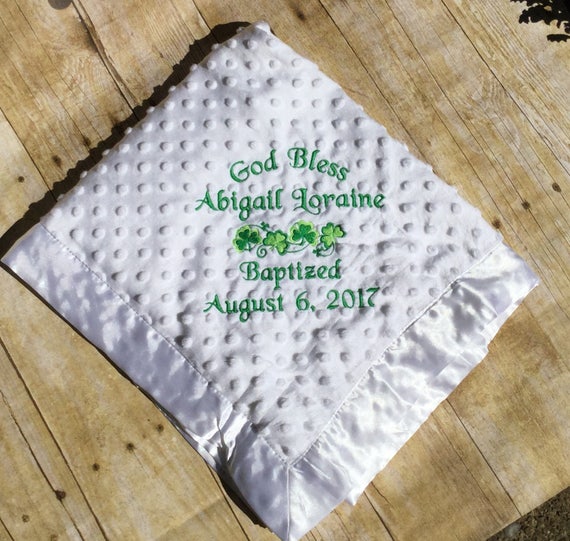 God Bless
Abigail Loraine
Baptized
August 6, 2017